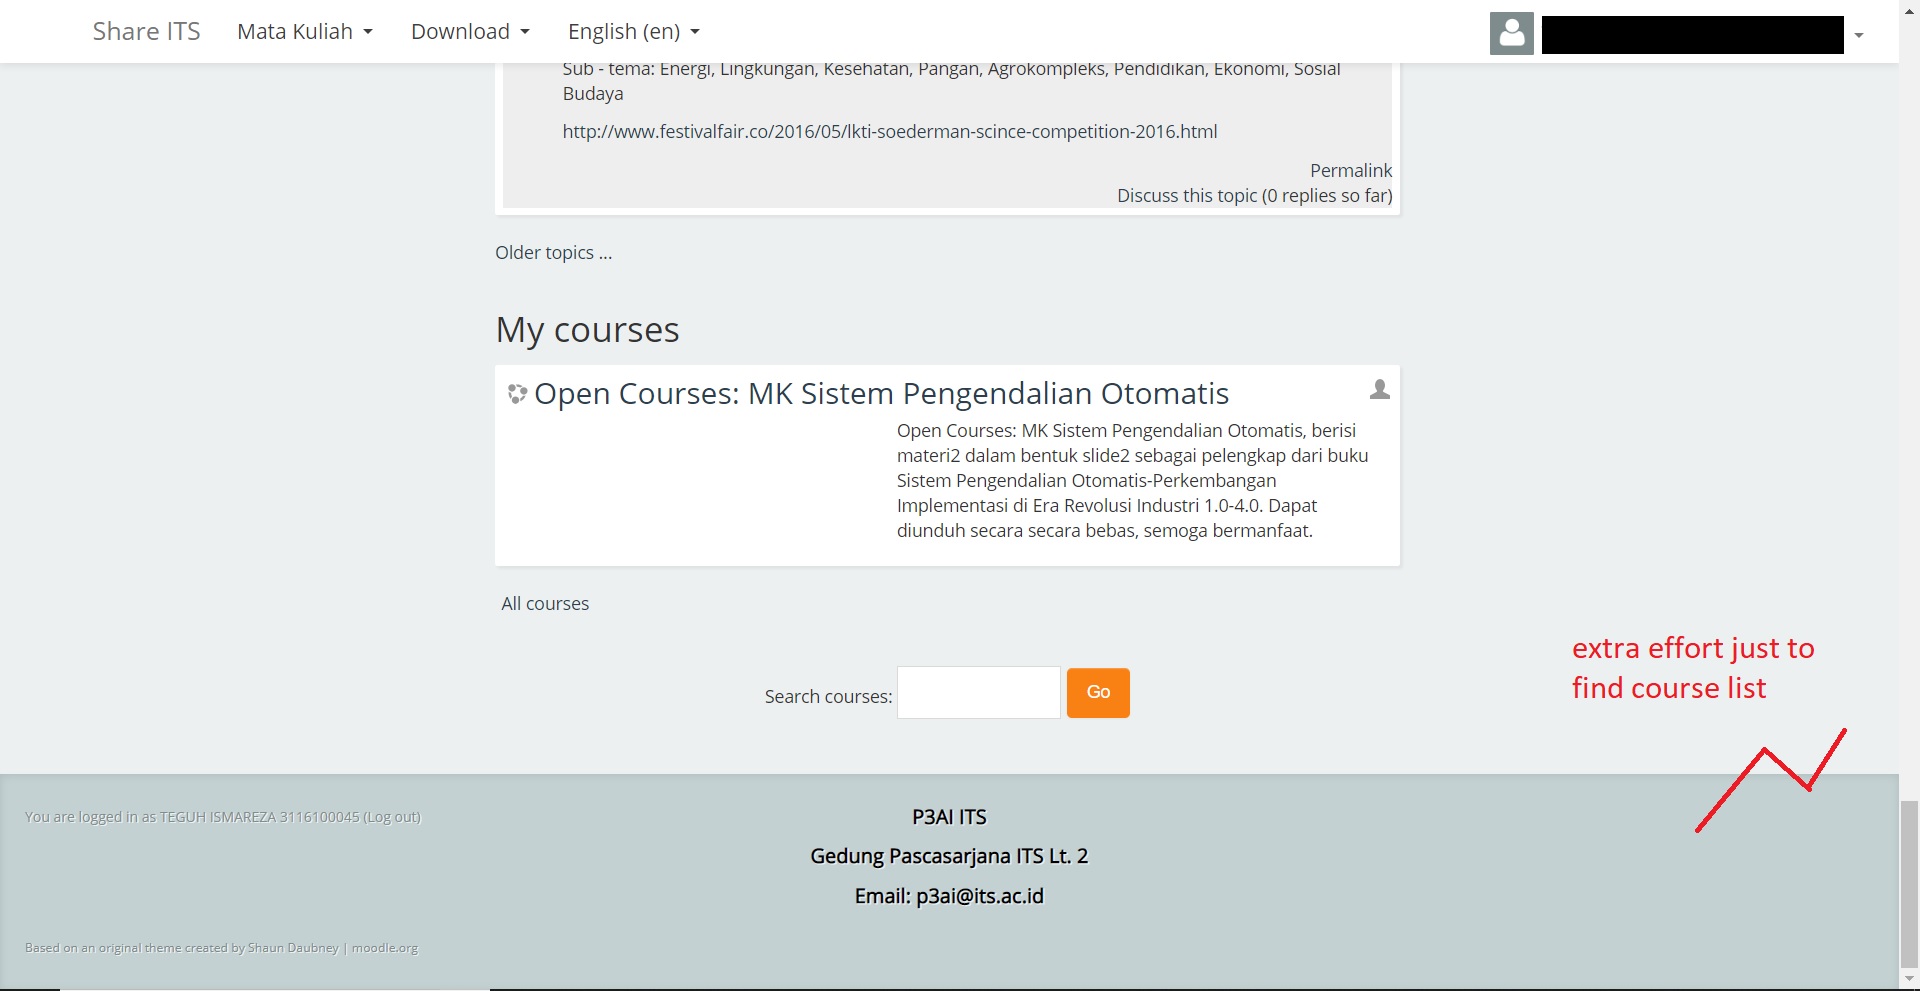 Share ITS Mata Kuliah Download English (en)
Sub - tema: Energi, Lingkungan, Kesehatan, Pangan, Agrokompleks, Pendidikan, Ekonomi, Sosial
Budaya
http://www.festivalfair.co/2016/05/lkti-soederman-scince-competition-2016.html
Permalink
Discuss this topic (0 replies so far)
Older topics ...
My courses
Open Courses: MK Sistem Pengendalian Otomatis
Open Courses: MK Sistem Pengendalian Otomatis, berisi
materi2 dalam bentuk slide2 sebagai pelengkap dari buku
Sistem Pengendalian Otomatis-Perkembangan
Implementasi di Era Revolusi Industri 1.0-4.0. Dapat
diunduh secara secara bebas, semoga bermanfaat.
All courses
Search courses: Go
extra effort just to
find course list
You are logged in as TEGUH ISMAREZA 3116100045 (Log out)
P3AI ITS
Gedung Pascasarjana ITS Lt. 2
Email: p3ai@its.ac.id
Based on an original theme created by Shaun Daubney | moodle.org